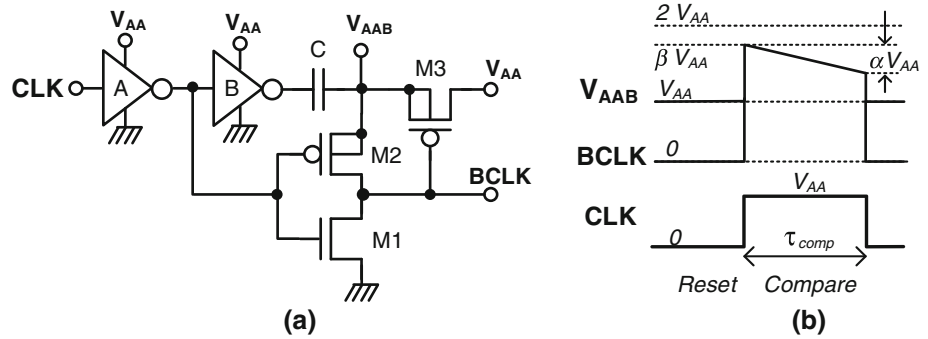 V_AA
V_AA
C
V_AAB
M3
V_AA
CLK
A
B
M2
BCLK
M1
(a)
2 V_AA
β V_AA
αV_AA
V_AAB
V_AA
BCLK
0
V_AA
CLK
0
τ_comp
Reset
Compare
(b)